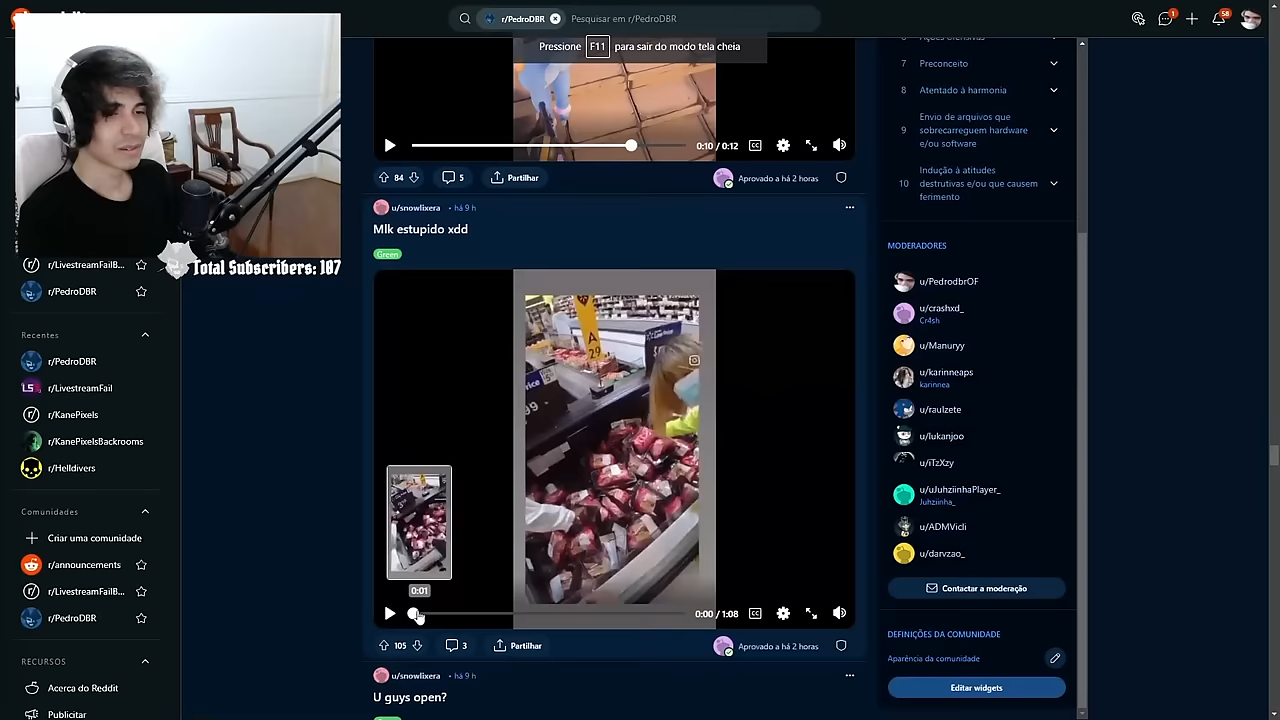 r/PedroDBR
Pesquisar em r/PedroDBR
1
58
Pressione F11 para sair do modo tela cheia
Total Subscribers: 107
r/LivestreamFailB...
r/PedroDBR
Recentes
r/PedroDBR
r/LivestreamFail
r/KanePixels
r/KanePixelsBackrooms
r/Helldivers
Comunidades
Criar uma comunidade
r/announcements
r/LivestreamFailB...
r/PedroDBR
RECURSOS
Acerca do Reddit
Publicitar
0:10 / 0:12
84
5
Partilhar
Aprovado a há 2 horas
u/snowlixera • há 9 h
Mlk estupido xdd
Green
A
29
0:01
0:00 / 1:08
105
3
Partilhar
Aprovado a há 2 horas
u/snowlixera • há 9 h
U guys open?
7 Preconceito
8 Atentado à harmonia
9 Envio de arquivos que
sobrecarreguem hardware
e/ou software
10 Indução à atitudes
destrutivas e/ou que causem
ferimento
MODERADORES
u/PedrodbrOF
u/crashxd_
Cr4sh
u/Manuryy
u/karinneaps
karinnea
u/raulzete
u/lukanjoo
u/iTzXzy
u/uJuhziinhaPlayer_
Juhziinha_
u/ADMVicli
u/darvzao_
Contactar a moderação
DEFINIÇÕES DA COMUNIDADE
Aparência da comunidade
Editar widgets